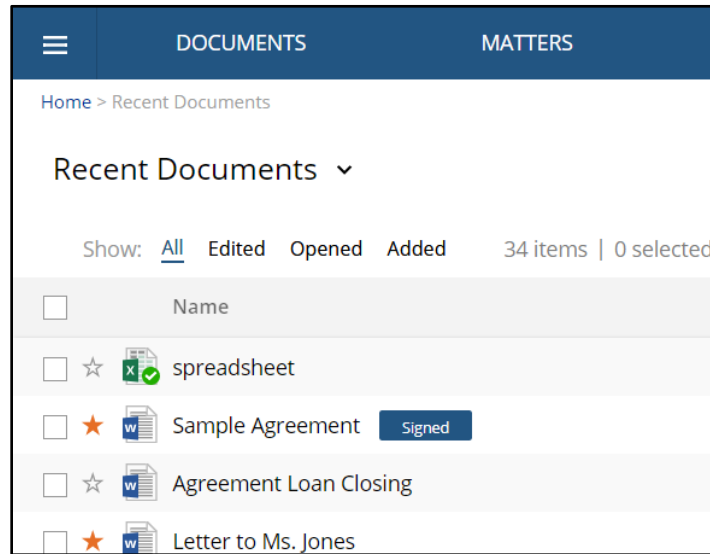 DOCUMENTS MATTERS
Home > Recent Documents
Recent Documents
Show: All Edited Opened Added 34 items | 0 selected
Name
spreadsheet
Sample Agreement Signed
Agreement Loan Closing
Letter to Ms. Jones